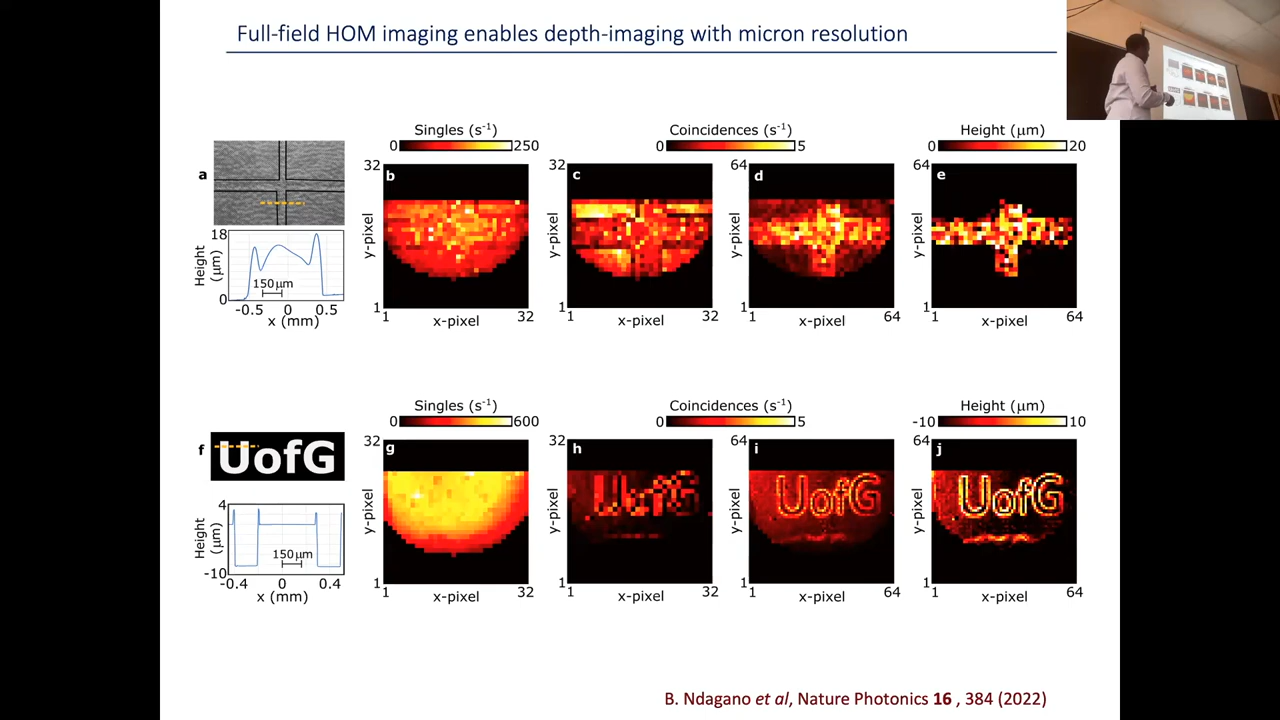 Full-field HOM imaging enables depth-imaging with micron resolution
a
Height (µm)
18
0
150 µm
-0.5 0 0.5
x (mm)
Singles (s⁻¹)
0 250
b
32
y-pixel
1
1 32
x-pixel
Coincidences (s⁻¹)
0 5
c
32
y-pixel
1
1 32
x-pixel
d
64
y-pixel
1
1 64
x-pixel
Height (µm)
0 20
e
64
y-pixel
1
1 64
x-pixel
f
UofG
Height (µm)
4
-10
150 µm
-0.4 0 0.4
x (mm)
Singles (s⁻¹)
0 600
g
32
y-pixel
1
1 32
x-pixel
Coincidences (s⁻¹)
0 5
h
UofG
32
y-pixel
1
1 32
x-pixel
i
UofG
64
y-pixel
1
1 64
x-pixel
Height (µm)
-10 10
j
UofG
64
y-pixel
1
1 64
x-pixel
B. Ndagano et al, Nature Photonics 16 , 384 (2022)